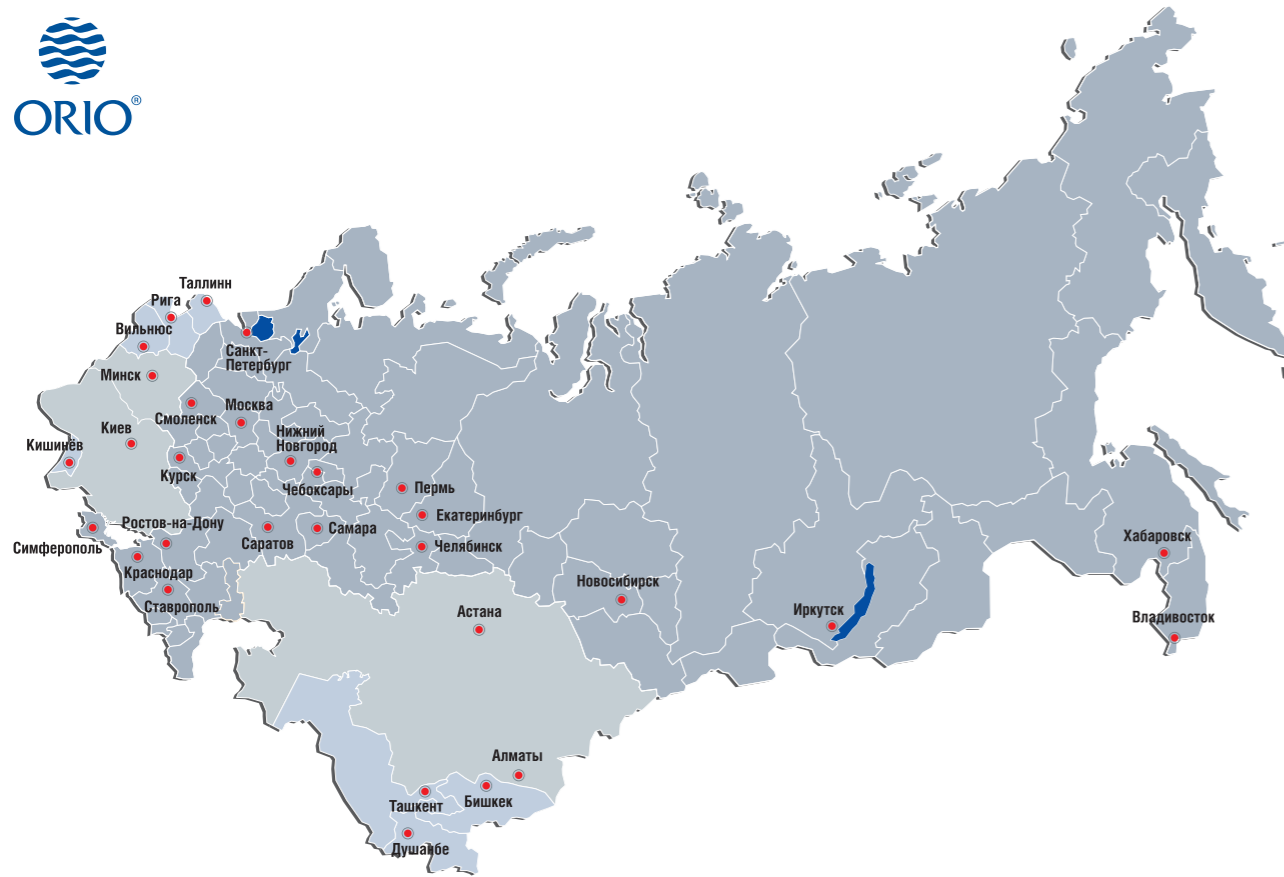 ORIO®
Таллинн
Рига
Вильнюс
Санкт-
Петербург
Минск
Смоленск
Москва
Киев
Нижний
Новгород
Кишинёв
Курск
Чебоксары
Пермь
Екатеринбург
Ростов-на-Дону
Саратов
Самара
Симферополь
Челябинск
Хабаровск
Краснодар
Новосибирск
Ставрополь
Астана
Иркутск
Владивосток
Алматы
Ташкент
Бишкек
Душанбе